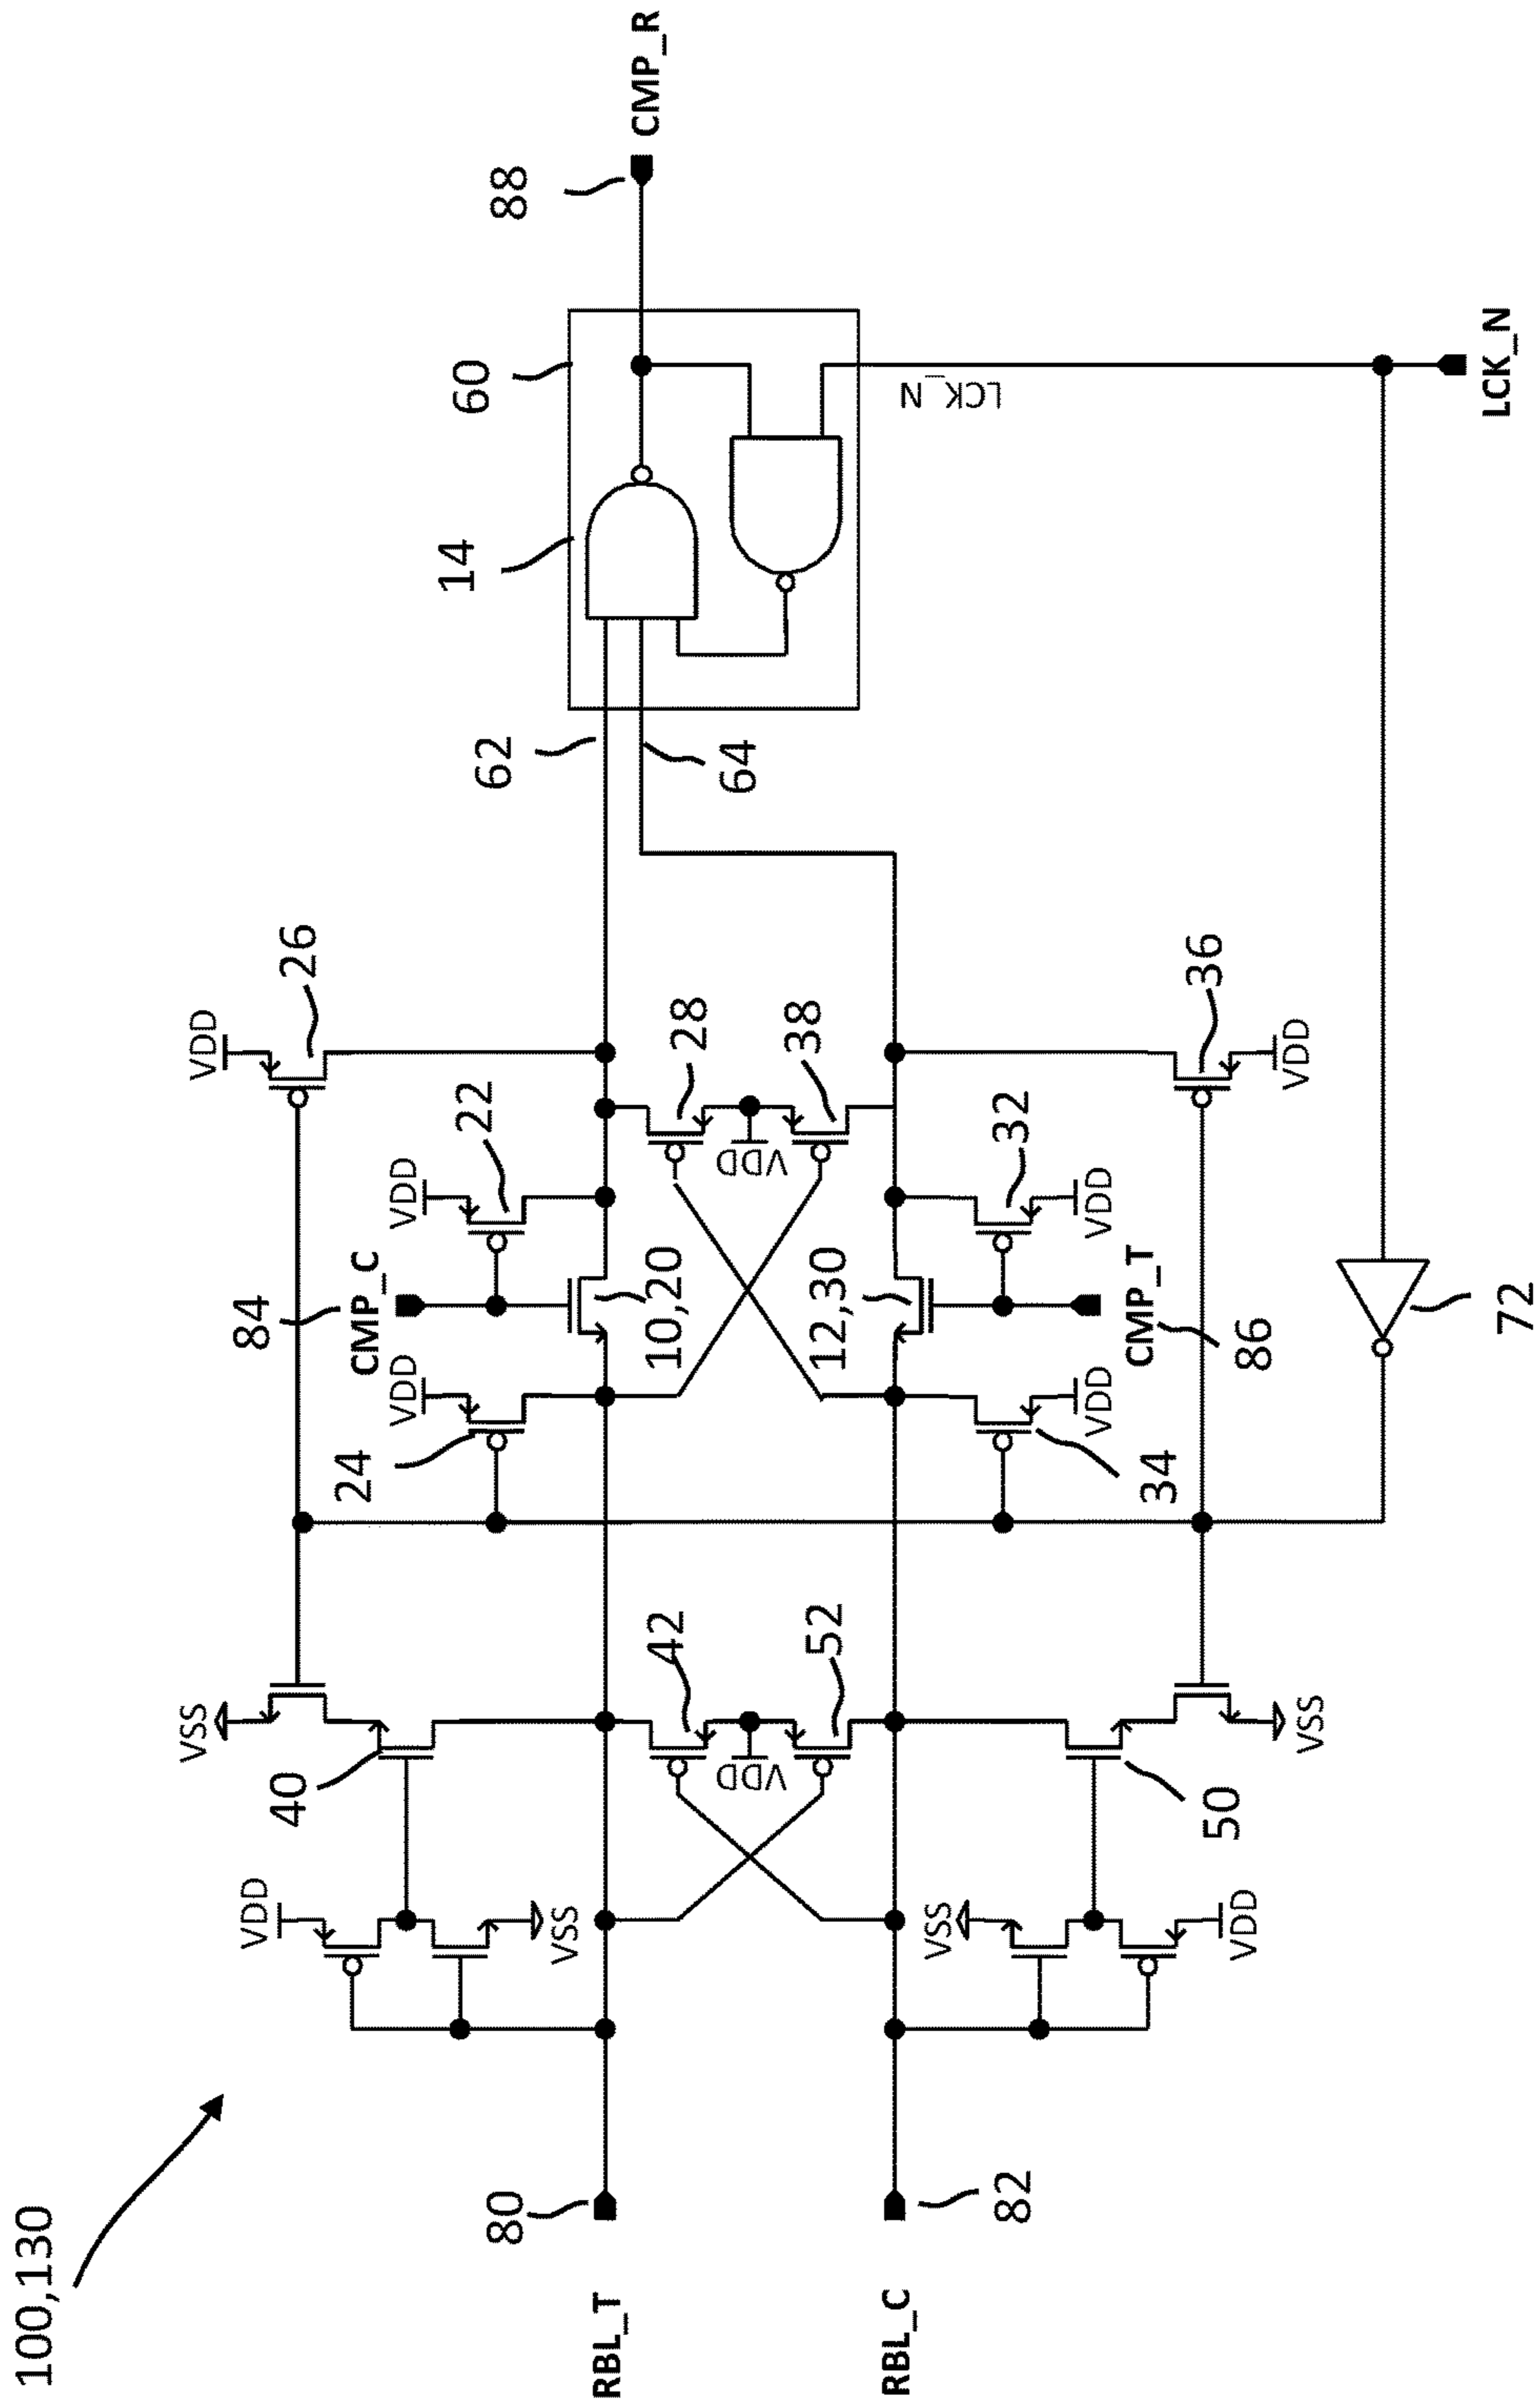 100,130
RBL_T
80
RBL_C
82
VDD
VSS
VSS
VDD
40
VSS
42
VDD
52
50
VSS
24
VDD
34
VDD
84
CMP_C
10,20
12,30
CMP_T
86
72
VDD
22
32
VDD
VDD
26
28
VDD
38
36
VDD
62
64
14
60
LCK_N
LCK_N
88
CMP_R